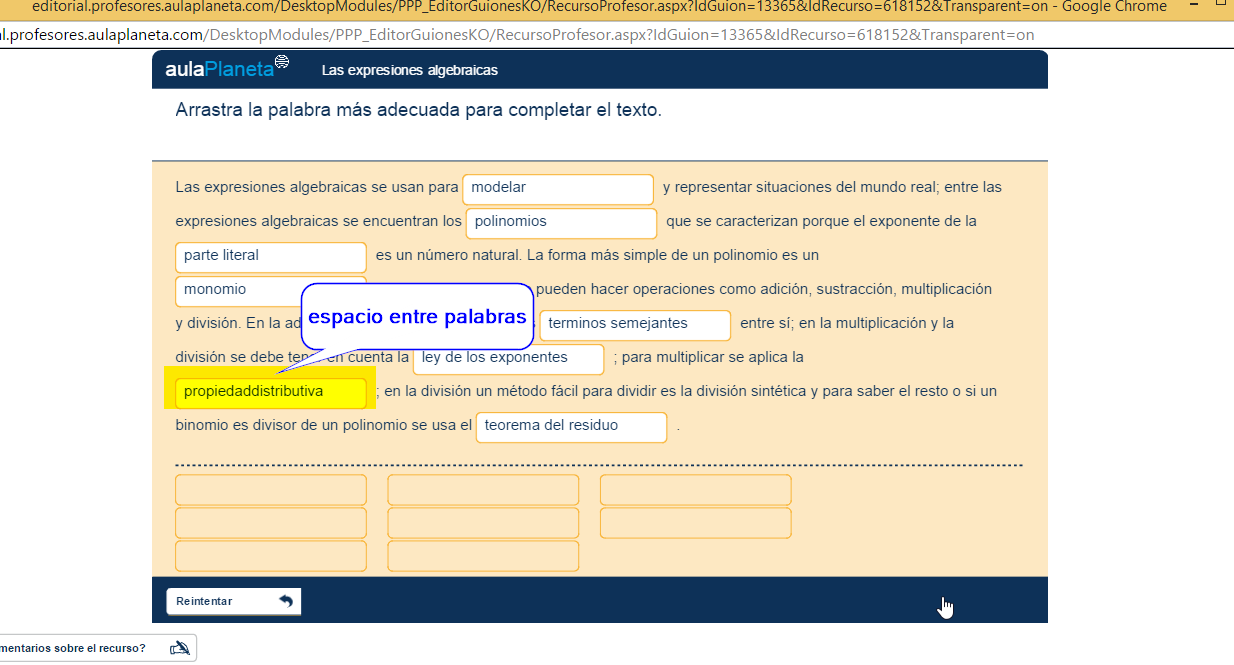 editorial.profesores.aulaplaneta.com/DesktopModules/PPP_EditorGuionesKO/RecursoProfesor.aspx?IdGuion=13365&IdRecurso=618152&Transparent=on - Google Chrome
l.profesores.aulaplaneta.com/DesktopModules/PPP_EditorGuionesKO/RecursoProfesor.aspx?IdGuion=13365&IdRecurso=618152&Transparent=on
aulaPlaneta Las expresiones algebraicas
Arrastra la palabra más adecuada para completar el texto.
Las expresiones algebraicas se usan para modelar y representar situaciones del mundo real; entre las
expresiones algebraicas se encuentran los polinomios que se caracterizan porque el exponente de la
parte literal es un número natural. La forma más simple de un polinomio es un
monomio pueden hacer operaciones como adición, sustracción, multiplicación
espacio entre palabras
y división. En la ad terminos semejantes entre sí; en la multiplicación y la
división se debe tener en cuenta la ley de los exponentes ; para multiplicar se aplica la
propiedaddistributiva ; en la división un método fácil para dividir es la división sintética y para saber el resto o si un
binomio es divisor de un polinomio se usa el teorema del residuo .
Reintentar
mentarios sobre el recurso?